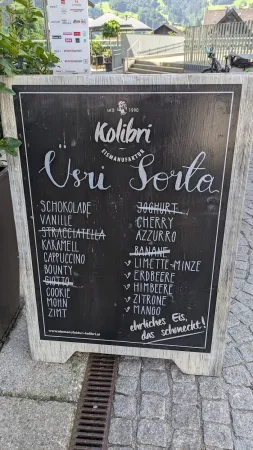 seit 1990
Kolibri
EISMANUFAKTUR
Üsri Sorta
SCHOKOLADE
VANILLE
STRACCIATELLA
KARAMELL
CAPPUCCINO
BOUNTY
GIOTTO
COOKIE
MOHN
ZIMT
JOGHURT
CHERRY
AZZURRO
BANANE
✓ LIMETTE-MINZE
✓ ERDBEERE
✓ HIMBEERE
✓ ZITRONE
✓ MANGO
ehrliches Eis,
das schmeckt!